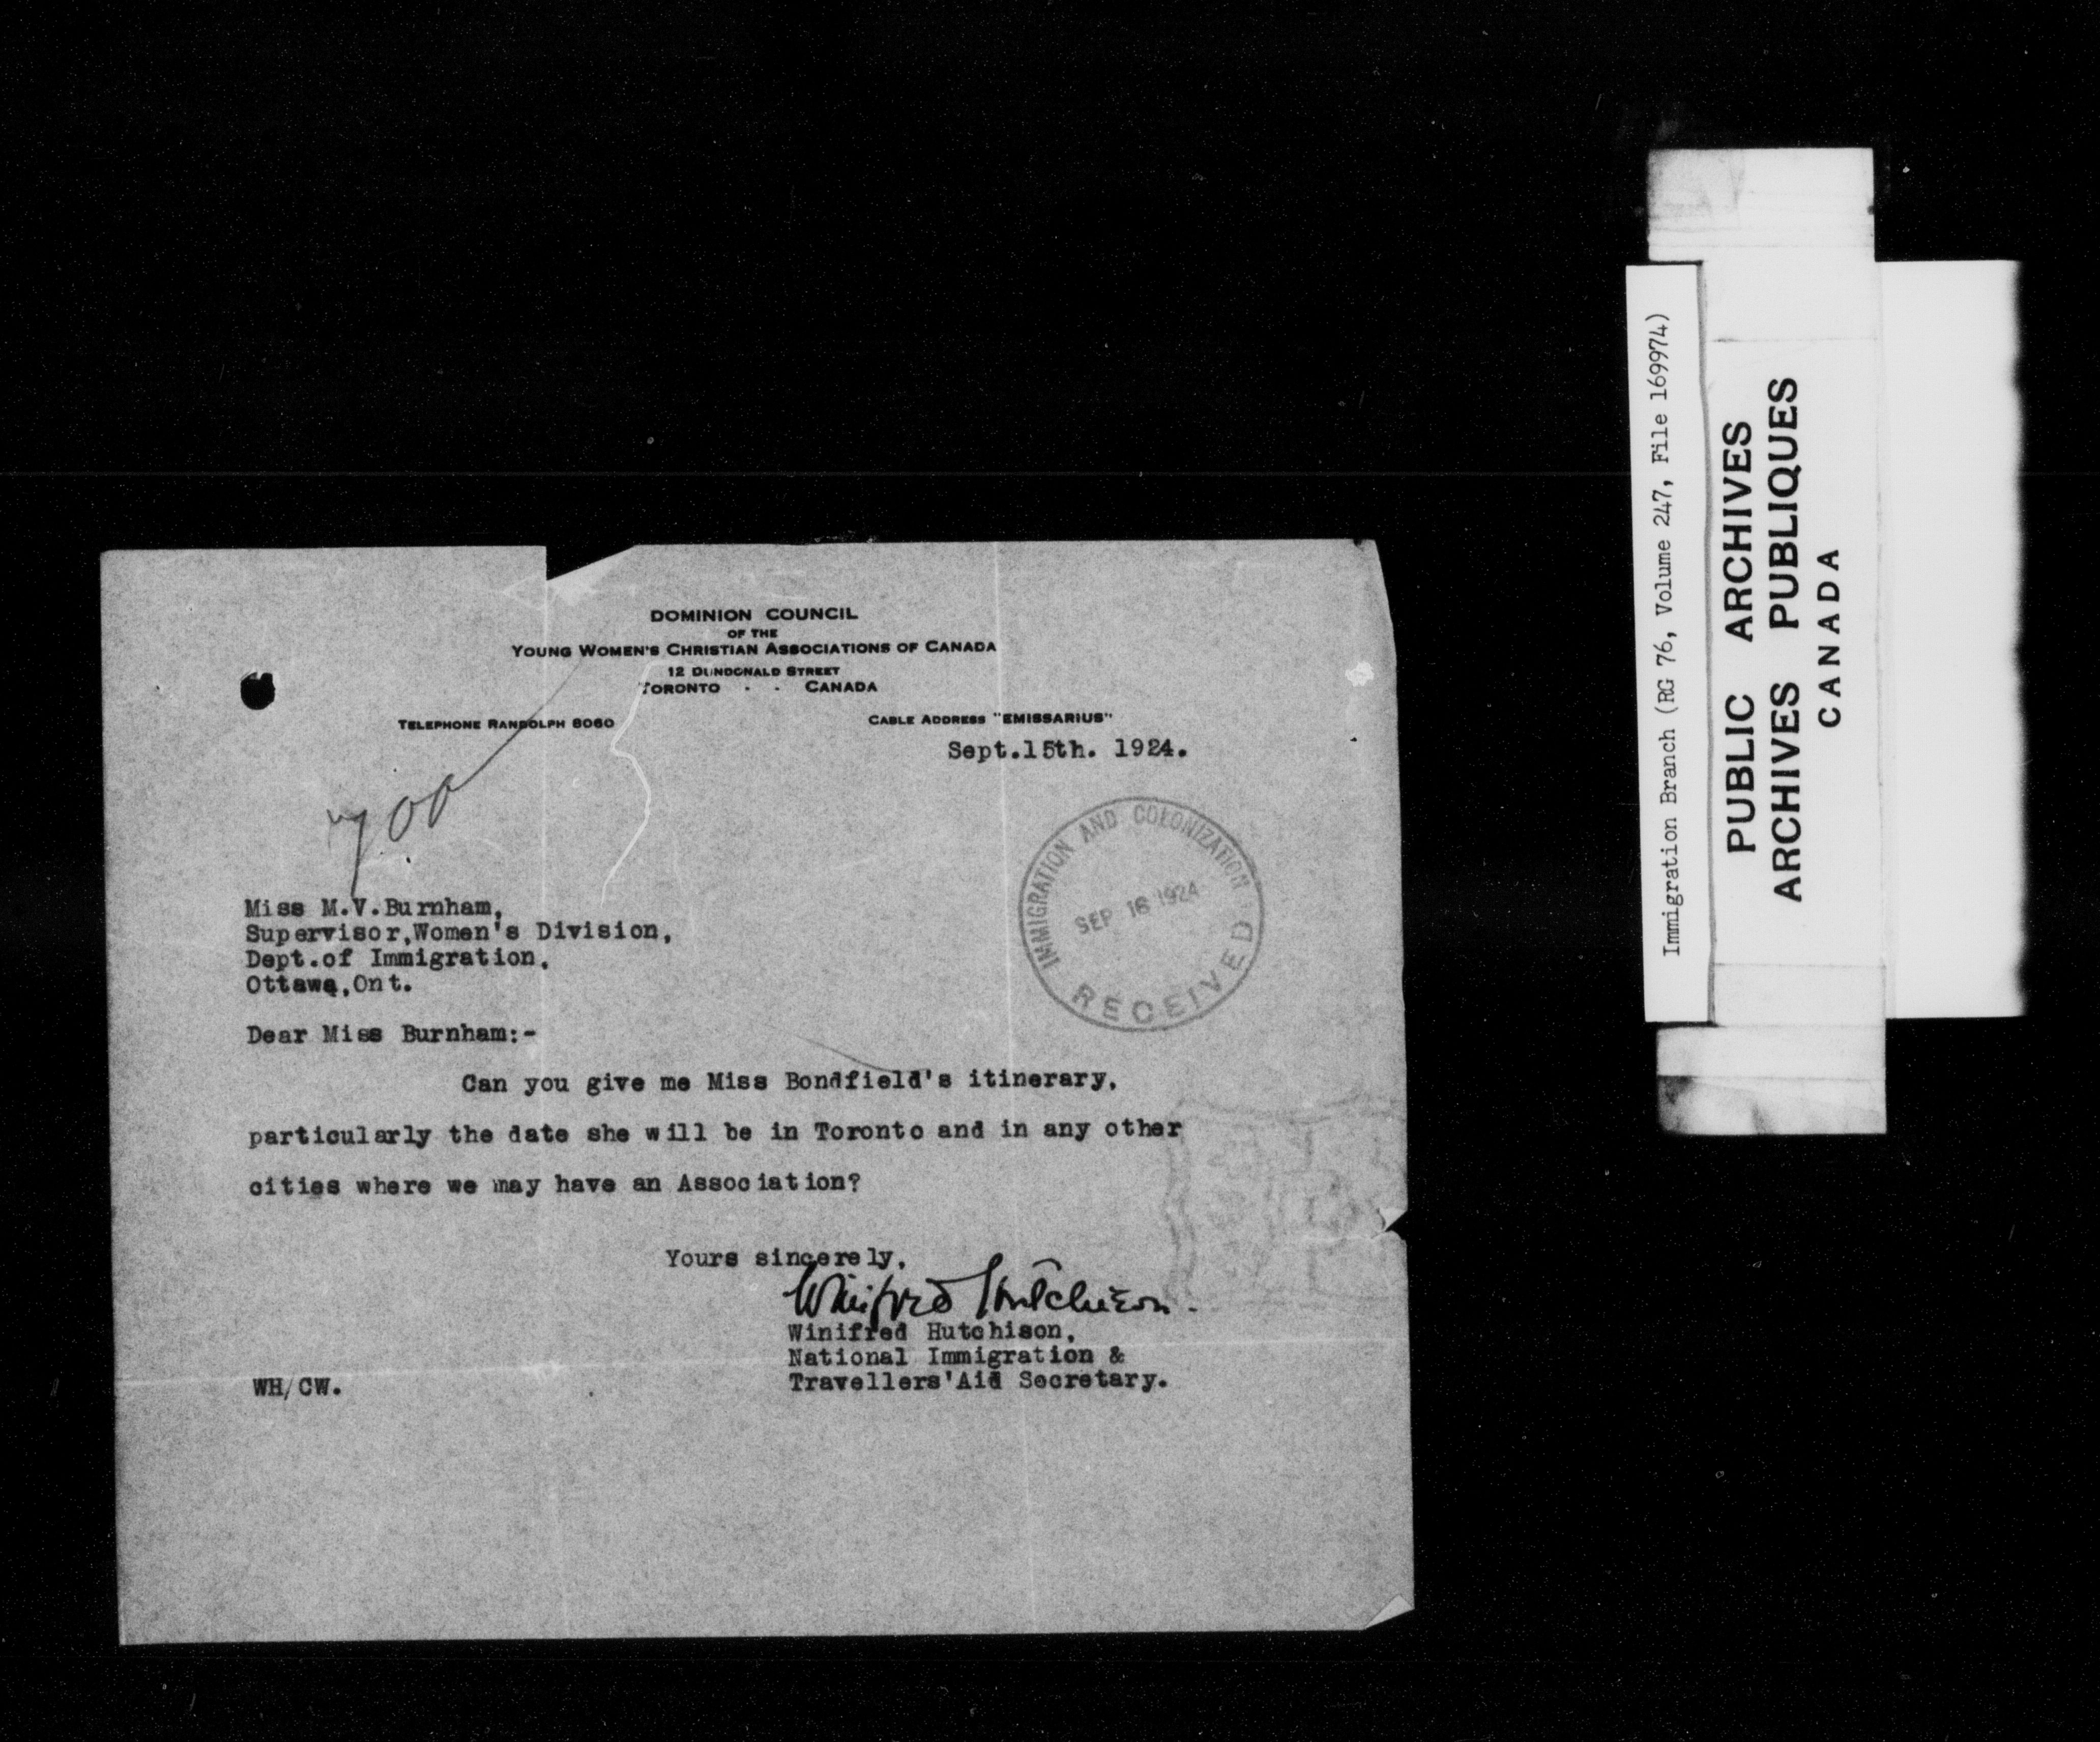 DOMINION COUNCIL
OF THE
YOUNG WOMEN'S CHRISTIAN ASSOCIATIONS OF CANADA
12 DUNDONALD STREET
TORONTO - - CANADA
TELEPHONE RANDOLPH 6060
CABLE ADDRESS "EMISSARIUS"
Sept.15th. 1924.
IMMIGRATION AND COLONIZATION
SEP 16 1924
RECEIVED
Miss M.V.Burnham,
Supervisor,Women's Division,
Dept.of Immigration,
Ottawa,Ont.
Dear Miss Burnham:-
Can you give me Miss Bondfield's itinerary,
particularly the date she will be in Toronto and in any other
cities where we may have an Association?
Yours sincerely,
Winifred Hutchison.
Winifred Hutchison,
National Immigration &
Travellers'Aid Secretary.
WH/CW.
Immigration Branch (RG 76, Volume 247, File 169974)
PUBLIC ARCHIVES
ARCHIVES PUBLIQUES
CANADA